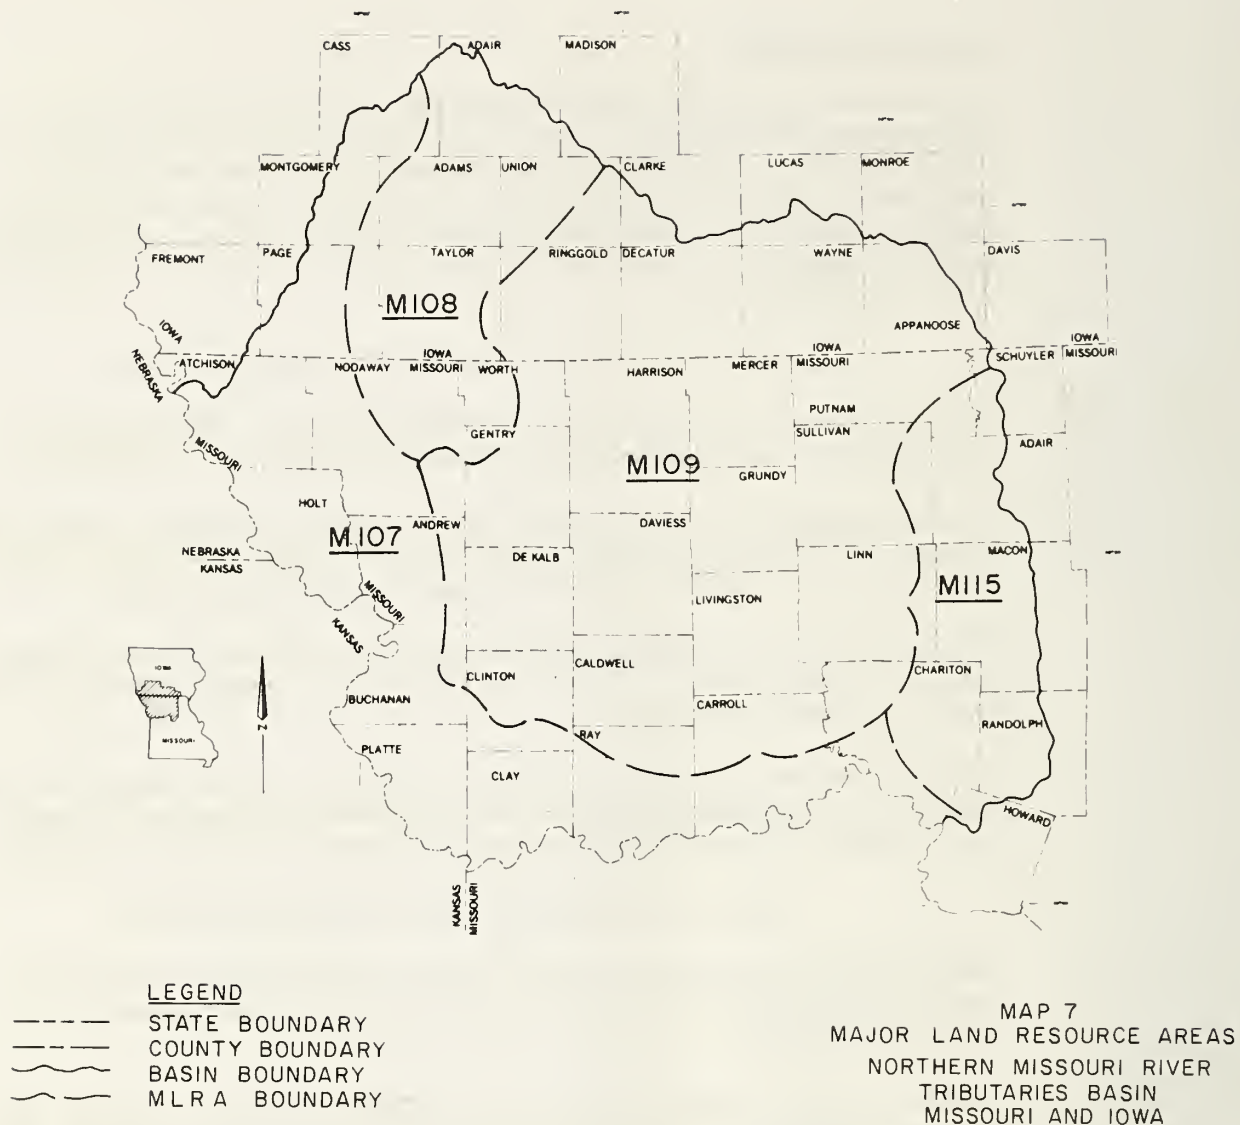 CASS
ADAIR
MADISON
MONTGOMERY
ADAMS
UNION
CLARKE
LUCAS
MONROE
FREMONT
PAGE
TAYLOR
RINGGOLD
DECATUR
WAYNE
DAVIS
M108
APPANOOSE
IOWA
NEBRASKA
ATCHISON
NODAWAY
IOWA
MISSOURI
WORTH
HARRISON
MERCER
IOWA
MISSOURI
SCHUYLER
IOWA
MISSOURI
PUTNAM
SULLIVAN
ADAIR
GENTRY
MISSOURI
M109
GRUNDY
HOLT
ANDREW
DAVIESS
M107
NEBRASKA
KANSAS
DE KALB
LINN
MACON
M115
MISSOURI
KANSAS
LIVINGSTON
IOWA
MISSOURI
N
CLINTON
CALDWELL
CHARITON
BUCHANAN
CARROLL
RANDOLPH
PLATTE
RAY
CLAY
HOWARD
KANSAS
MISSOURI
LEGEND
STATE BOUNDARY
COUNTY BOUNDARY
BASIN BOUNDARY
MLRA BOUNDARY
MAP 7
MAJOR LAND RESOURCE AREAS
NORTHERN MISSOURI RIVER
TRIBUTARIES BASIN
MISSOURI AND IOWA